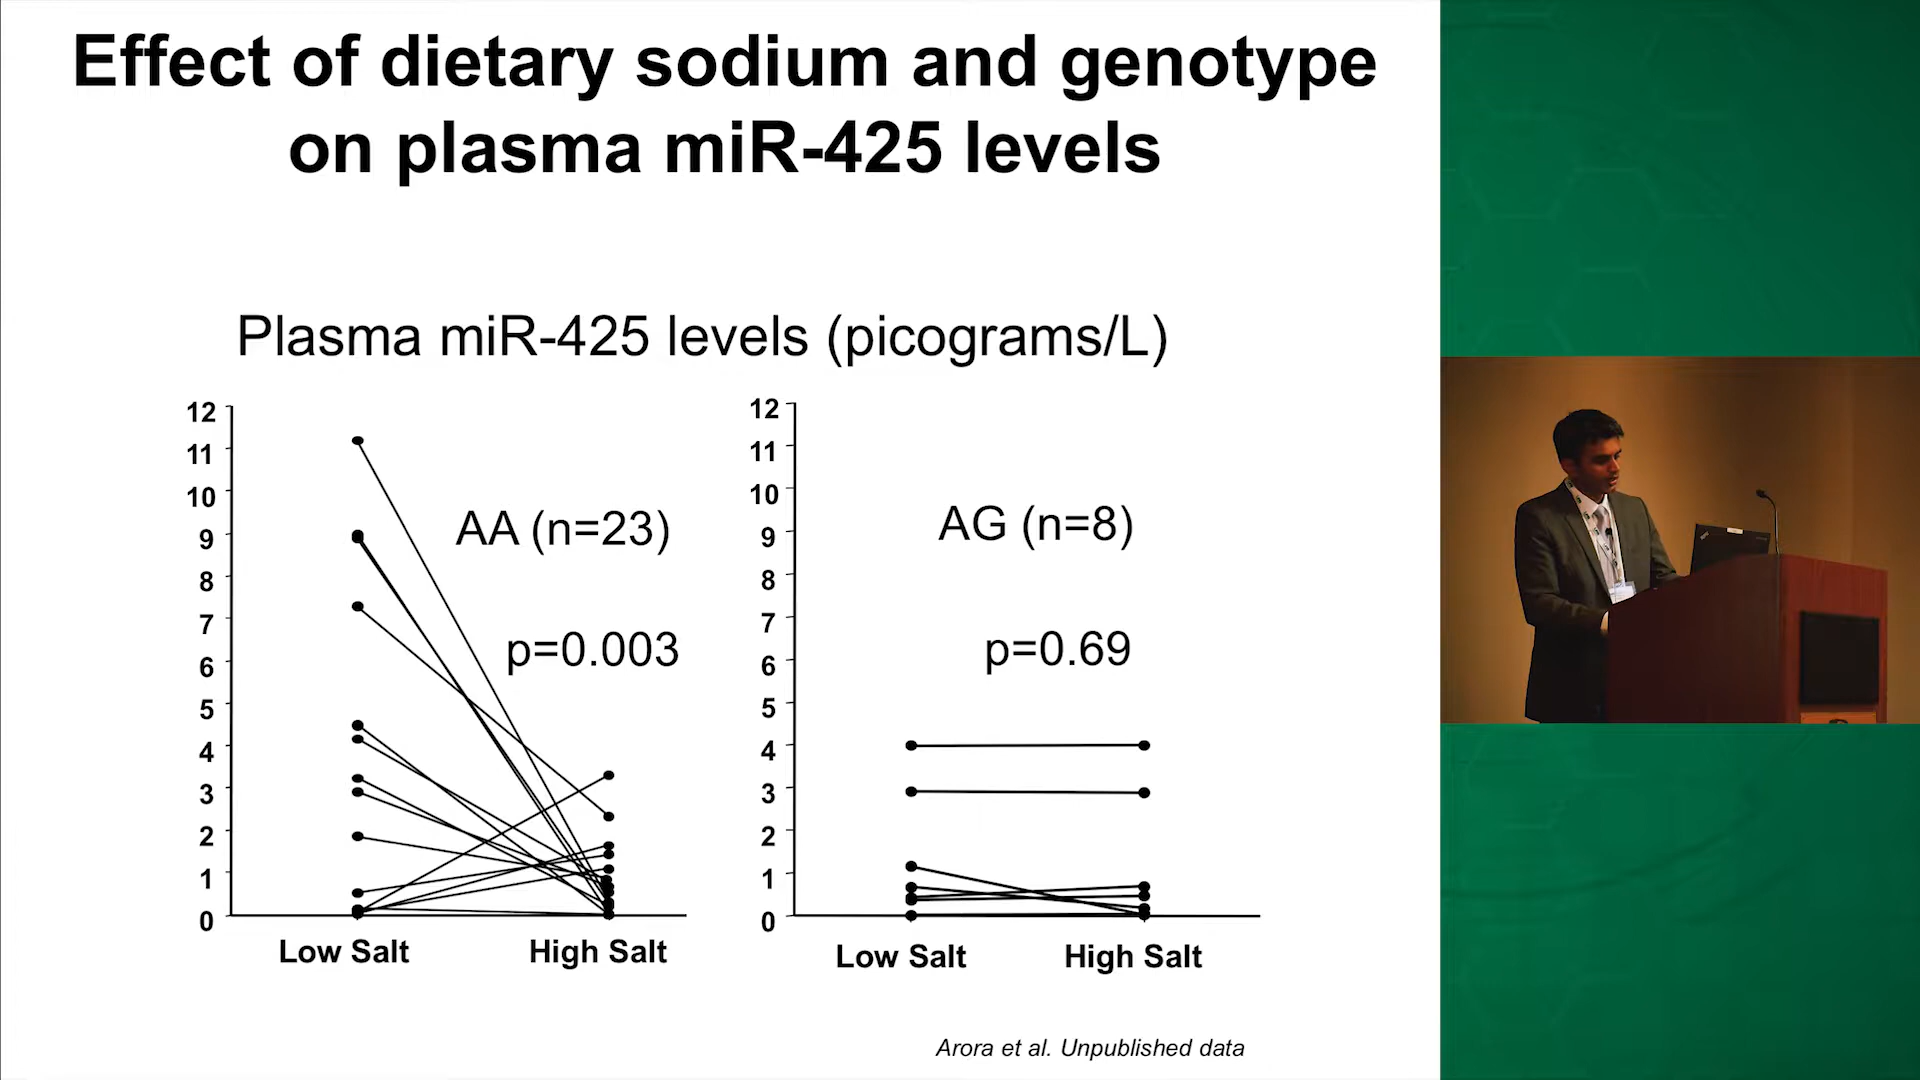 Effect of dietary sodium and genotype
on plasma miR-425 levels
Plasma miR-425 levels (picograms/L)
12
11
10
9
8
7
6
5
4
3
2
1
0
AA (n=23)
p=0.003
Low Salt
High Salt
12
11
10
9
8
7
6
5
4
3
2
1
0
AG (n=8)
p=0.69
Low Salt
High Salt
Arora et al. Unpublished data